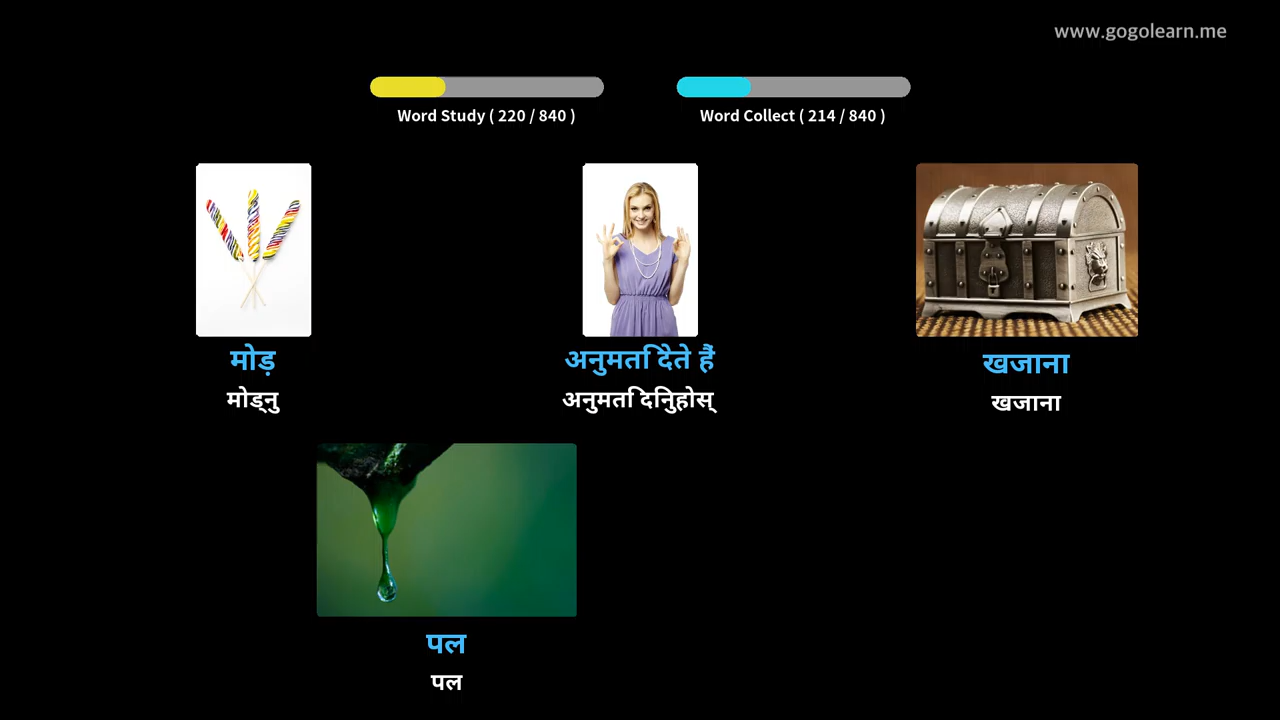 www.gogolearn.me
Word Study ( 220 / 840 )
Word Collect ( 214 / 840 )
मोड़
अनुमति देते हैं
खजाना
मोड्नु
अनुमति दिनुहोस्
खजाना
पल
पल